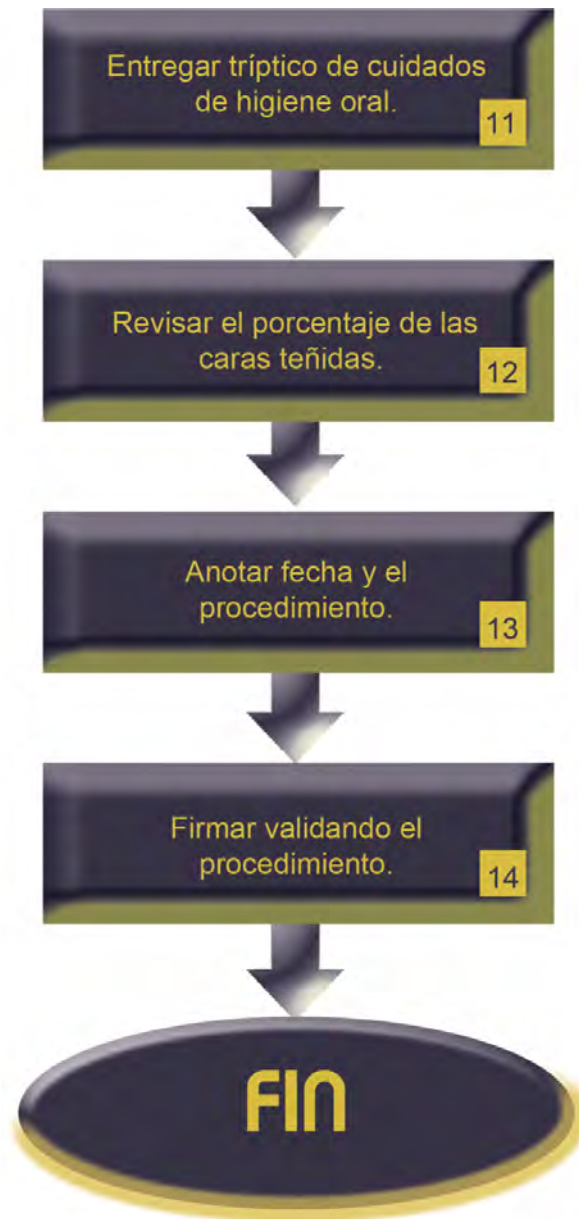 Entregar tríptico de cuidados
de higiene oral.
11
Revisar el porcentaje de las
caras teñidas.
12
Anotar fecha y el
procedimiento.
13
Firmar validando el
procedimiento.
14
FIN